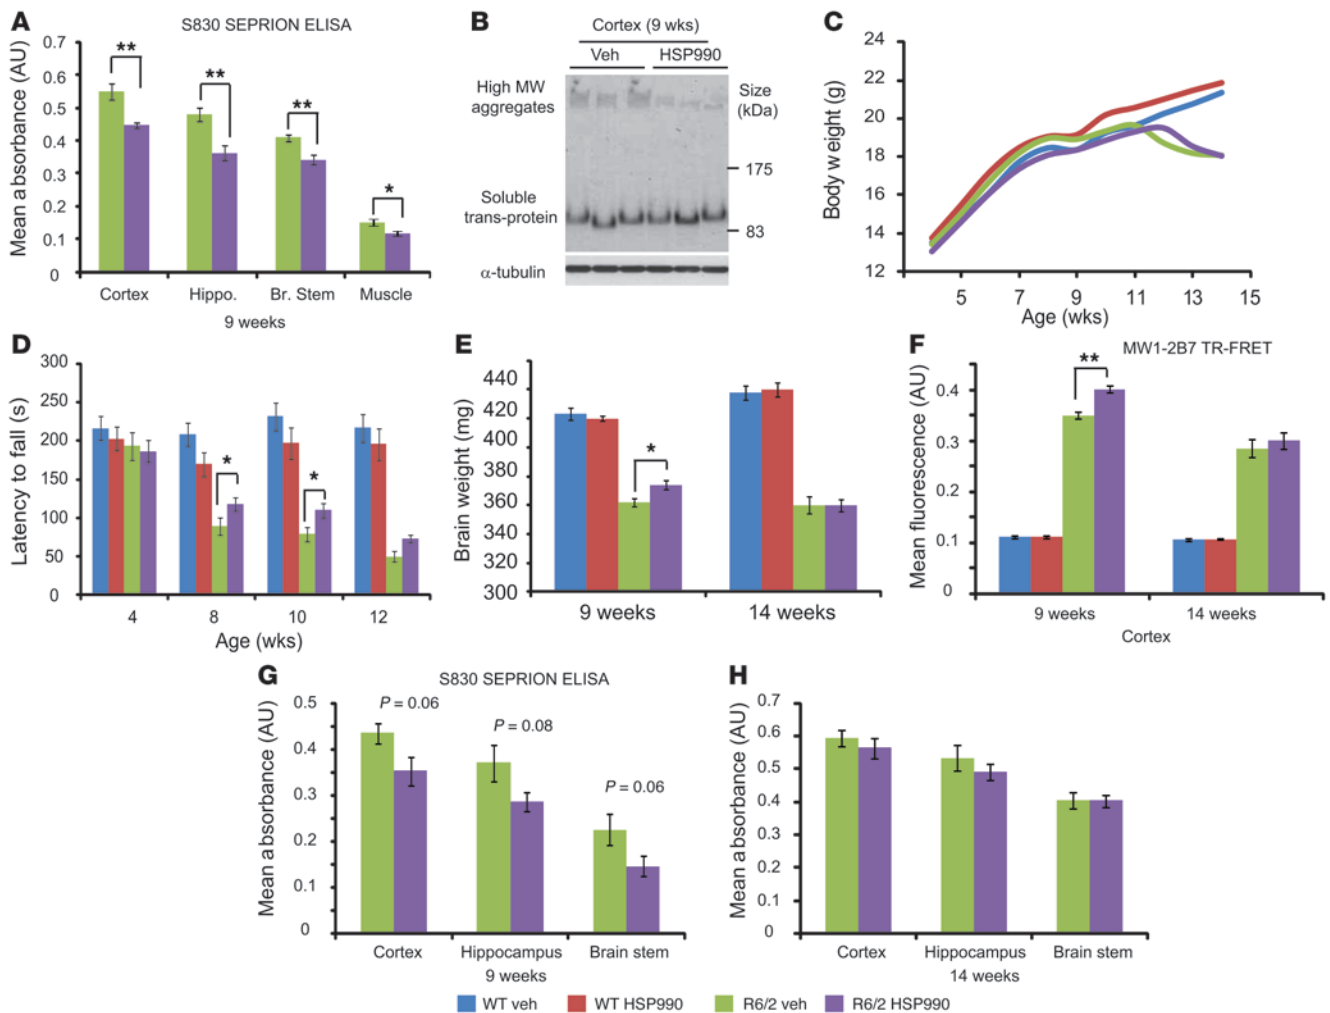 A
S830 SEPRION ELISA
Mean absorbance (AU)
0.7
0.6
0.5
0.4
0.3
0.2
0.1
0
**
**
**
*
Cortex
Hippo.
Br. Stem
Muscle
9 weeks
B
Cortex (9 wks)
Veh
HSP990
High MW
aggregates
Size
(kDa)
175
Soluble
trans-protein
83
α-tubulin
C
Body weight (g)
24
22
20
18
16
14
12
5
7
9
11
13
15
Age (wks)
D
Latency to fall (s)
300
250
200
150
100
50
0
*
*
4
8
10
12
Age (wks)
E
Brain weight (mg)
440
420
400
380
360
340
320
300
*
9 weeks
14 weeks
F
MW1-2B7 TR-FRET
Mean fluorescence (AU)
0.4
0.3
0.2
0.1
0
**
9 weeks
14 weeks
Cortex
G
S830 SEPRION ELISA
Mean absorbance (AU)
0.5
0.4
0.3
0.2
0.1
0
P = 0.06
P = 0.08
P = 0.06
Cortex
Hippocampus
Brain stem
9 weeks
H
Mean absorbance (AU)
0.7
0.6
0.5
0.4
0.3
0.2
0.1
0
Cortex
Hippocampus
Brain stem
14 weeks
WT veh
WT HSP990
R6/2 veh
R6/2 HSP990